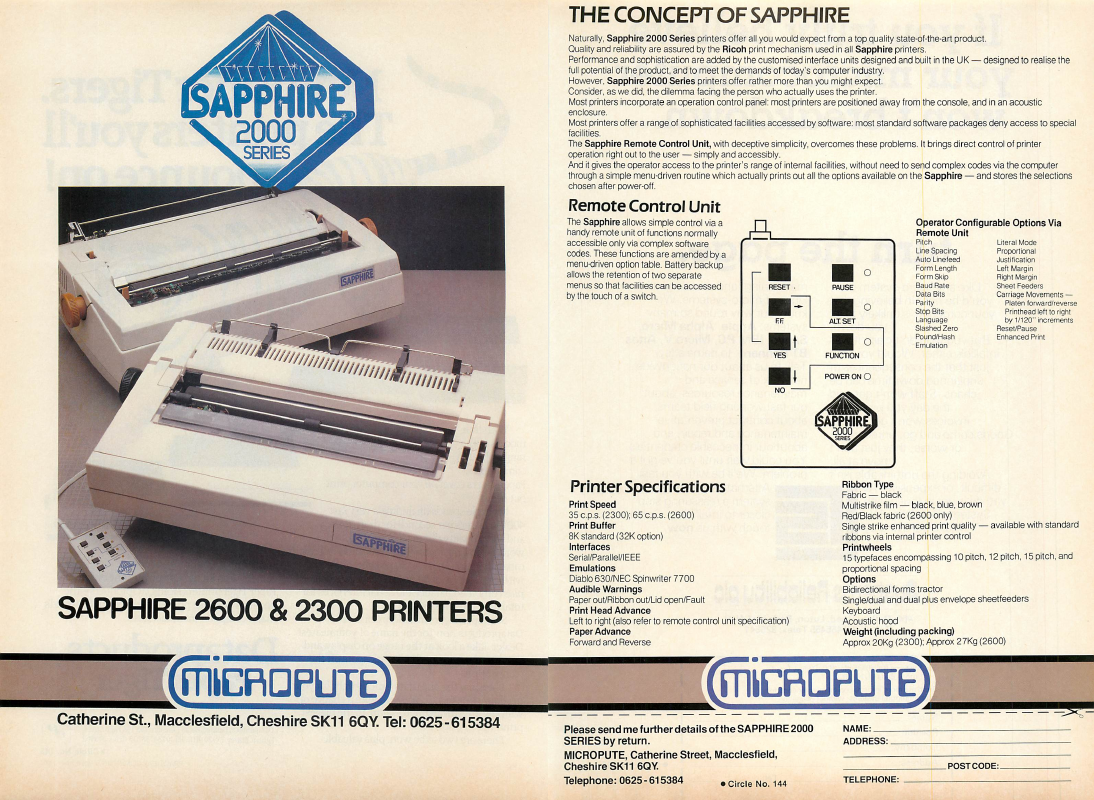 SAPPHIRE
2000
SERIES
SAPPHIRE
SAPPHIRE
SAPPHIRE 2600 & 2300 PRINTERS
MICROPUTE
Catherine St., Macclesfield, Cheshire SK11 6QY. Tel: 0625-615384
THE CONCEPT OF SAPPHIRE
Naturally, Sapphire 2000 Series printers offer all you would expect from a top quality state-of-the-art product.
Quality and reliability are assured by the Ricoh print mechanism used in all Sapphire printers.
Performance and sophistication are added by the customised interface units designed and built in the UK — designed to realise the
full potential of the product, and to meet the demands of today's computer industry.
However, Sapphire 2000 Series printers offer rather more than you might expect.
Consider, as we did, the dilemma facing the person who actually uses the printer.
Most printers incorporate an operation control panel: most printers are positioned away from the console, and in an acoustic
enclosure.
Most printers offer a range of sophisticated facilities accessed by software: most standard software packages deny access to special
facilities.
The Sapphire Remote Control Unit, with deceptive simplicity, overcomes these problems. It brings direct control of printer
operation right out to the user — simply and accessibly.
And it gives the operator access to the printer's range of internal facilities, without need to send complex codes via the computer
through a simple menu-driven routine which actually prints out all the options available on the Sapphire — and stores the selections
chosen after power-off.
Remote Control Unit
The Sapphire allows simple control via a
handy remote unit of functions normally
accessible only via complex software
codes. These functions are amended by a
menu-driven option table. Battery backup
allows the retention of two separate
menus so that facilities can be accessed
by the touch of a switch.
RESET
PAUSE
F.F.
ALT. SET
YES
FUNCTION
NO
POWER ON
SAPPHIRE
2000
SERIES
Operator Configurable Options Via
Remote Unit
Pitch
Line Spacing
Auto Linefeed
Form Length
Form Skip
Baud Rate
Data Bits
Parity
Stop Bits
Language
Slashed Zero
Pound/Hash
Emulation
Literal Mode
Proportional
Justification
Left Margin
Right Margin
Sheet Feeders
Carriage Movements —
Platen forward/reverse
Printhead left to right
by 1/120" increments
Reset/Pause
Enhanced Print
Printer Specifications
Print Speed
35 c.p.s. (2300); 65 c.p.s. (2600)
Print Buffer
8K standard (32K option)
Interfaces
Serial/Parallel/IEEE
Emulations
Diablo 630/NEC Spinwriter 7700
Audible Warnings
Paper out/Ribbon out/Lid open/Fault
Print Head Advance
Left to right (also refer to remote control unit specification)
Paper Advance
Forward and Reverse
Ribbon Type
Fabric — black
Multistrike film — black, blue, brown
Red/Black fabric (2600 only)
Single strike enhanced print quality — available with standard
ribbons via internal printer control
Printwheels
15 typefaces encompassing 10 pitch, 12 pitch, 15 pitch, and
proportional spacing
Options
Bidirectional forms tractor
Single/dual and dual plus envelope sheetfeeders
Keyboard
Acoustic hood
Weight (including packing)
Approx 20Kg (2300); Approx 27Kg (2600)
MICROPUTE
Please send me further details of the SAPPHIRE 2000
SERIES by return.
MICROPUTE, Catherine Street, Macclesfield,
Cheshire SK11 6QY.
Telephone: 0625-615384
● Circle No. 144
NAME:
ADDRESS:
POST CODE:
TELEPHONE: